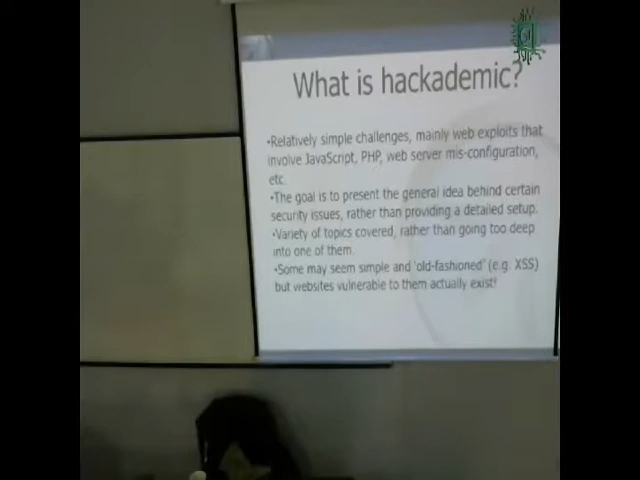 What is hackademic?
•Relatively simple challenges, mainly web exploits that
involve JavaScript, PHP, web server mis-configuration,
etc.
•The goal is to present the general idea behind certain
security issues, rather than providing a detailed setup.
•Variety of topics covered, rather than going too deep
into one of them.
•Some may seem simple and 'old-fashioned' (e.g. XSS)
but websites vulnerable to them actually exist!